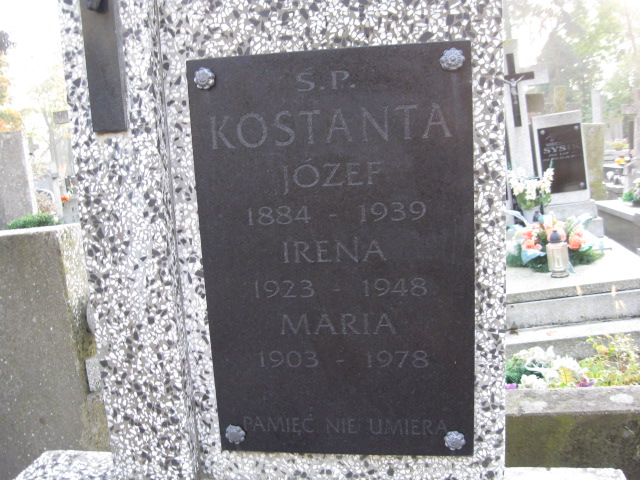 Ś.P.
KOSTANTA
JÓZEF
1884 - 1939
IRENA
1923 - 1948
MARIA
1903 - 1978
PAMIĘĆ NIE UMIERA